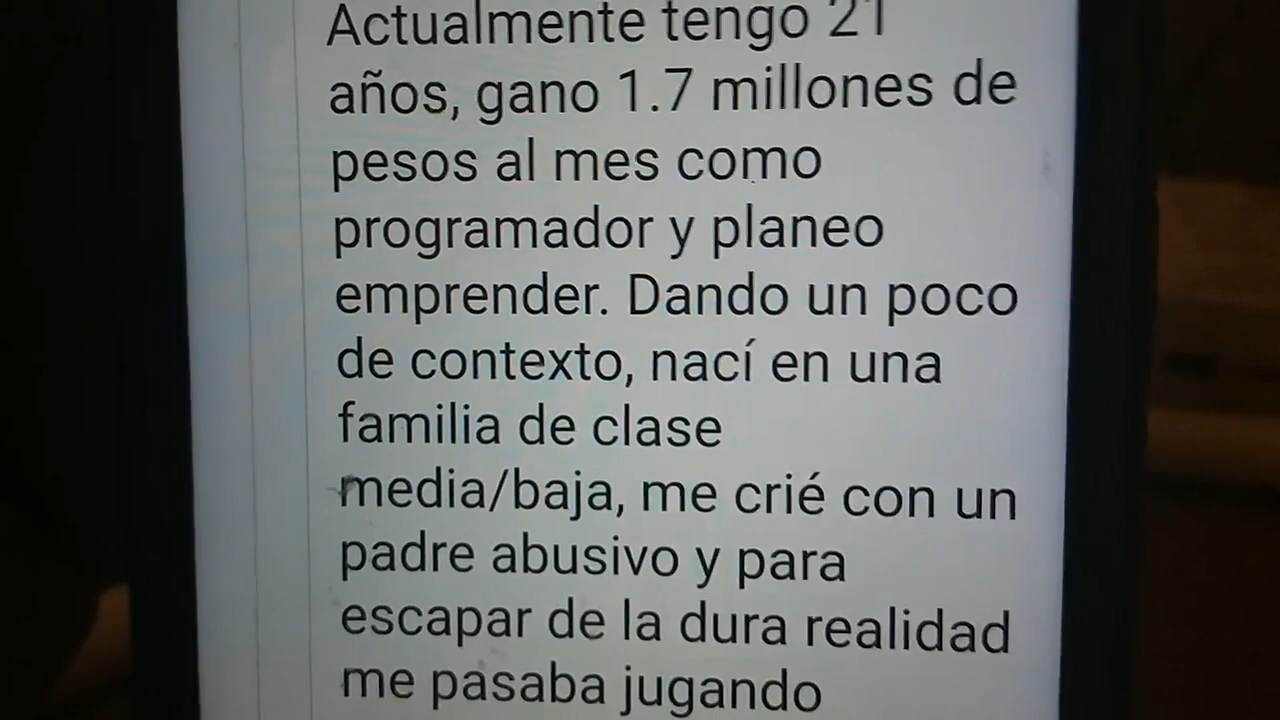 Actualmente tengo 21
años, gano 1.7 millones de
pesos al mes como
programador y planeo
emprender. Dando un poco
de contexto, nací en una
familia de clase
media/baja, me crié con un
padre abusivo y para
escapar de la dura realidad
me pasaba jugando